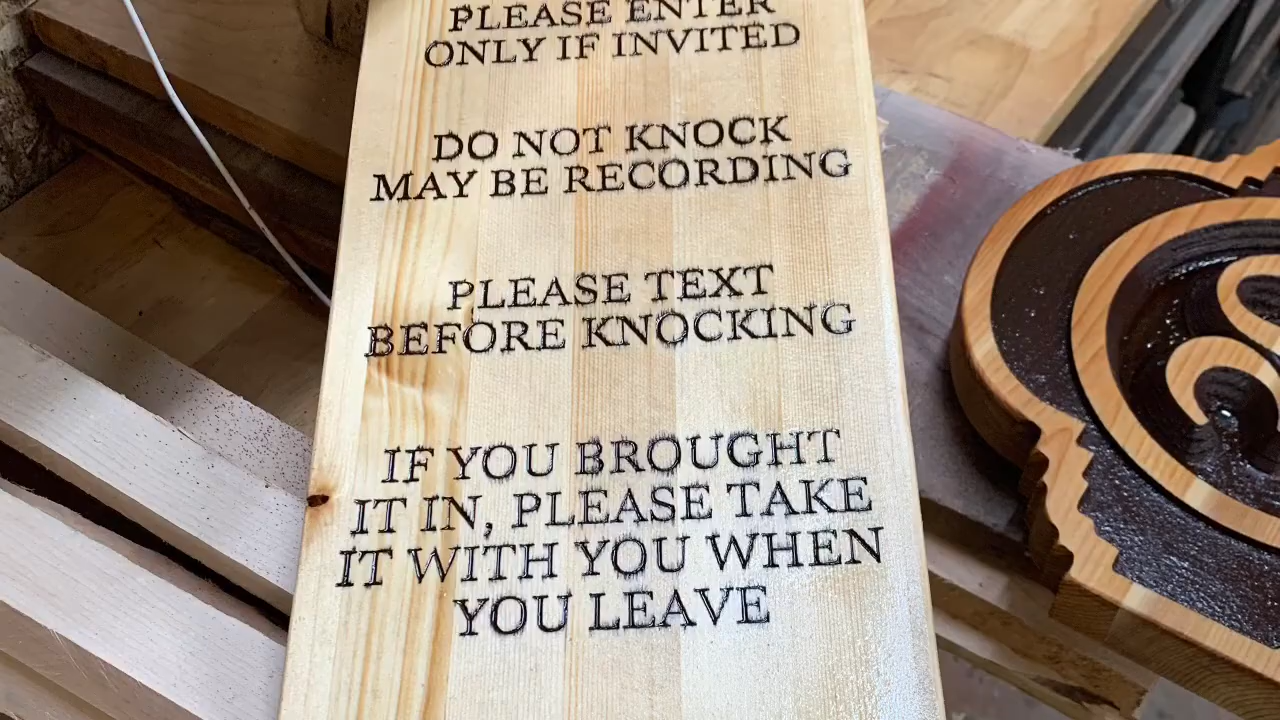 PLEASE ENTER
ONLY IF INVITED
DO NOT KNOCK
MAY BE RECORDING
PLEASE TEXT
BEFORE KNOCKING
IF YOU BROUGHT
IT IN, PLEASE TAKE
IT WITH YOU WHEN
YOU LEAVE